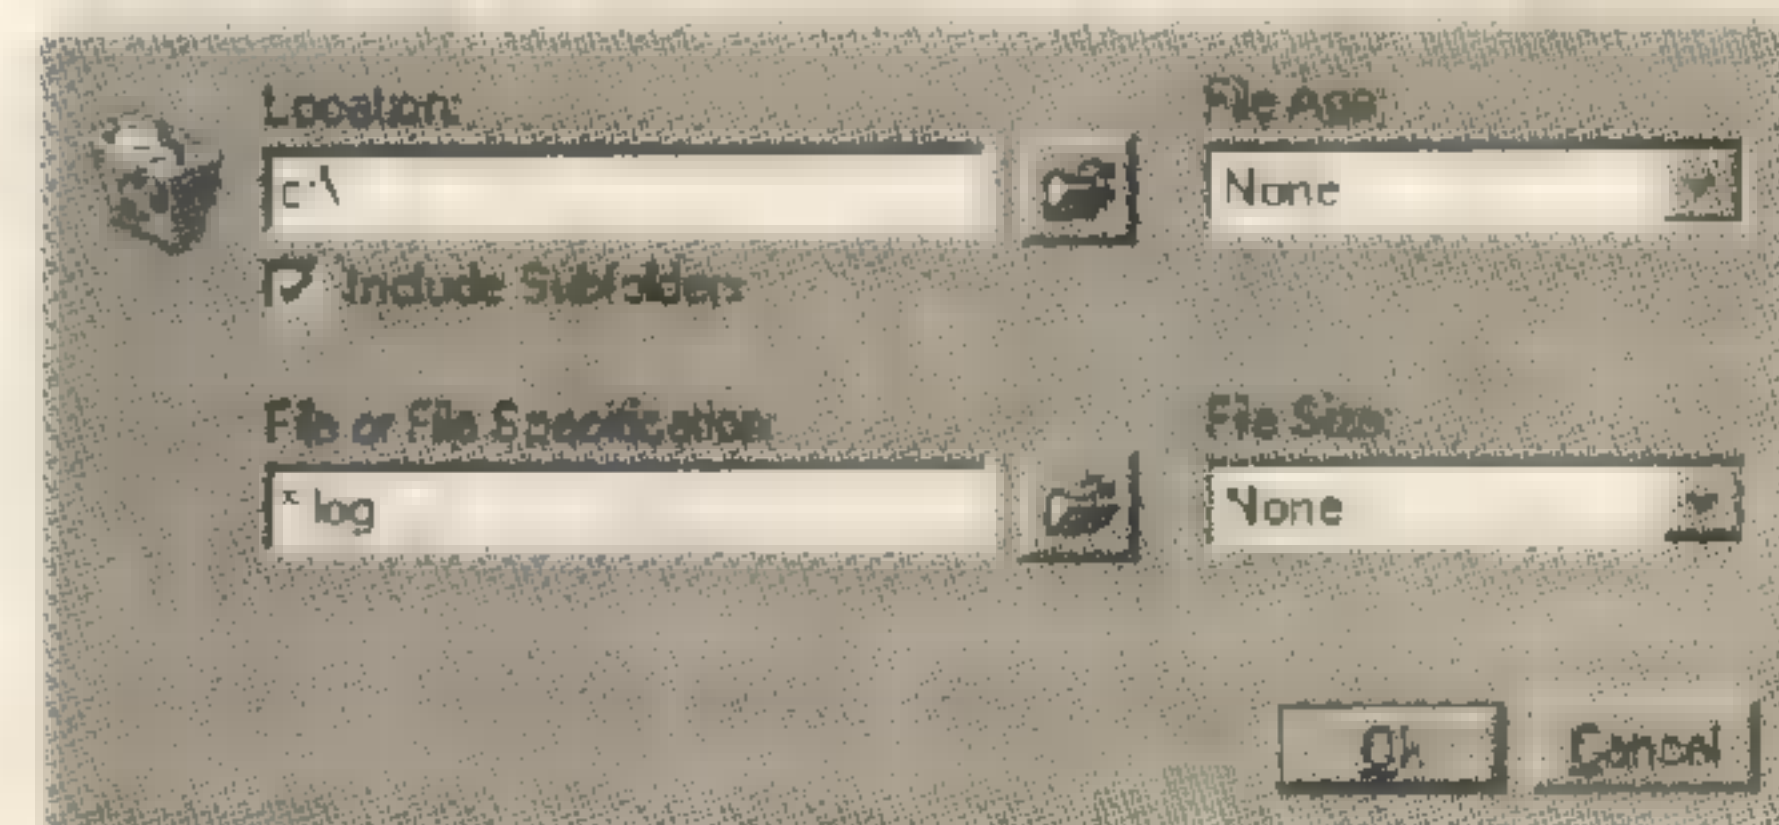 Location:
c:\
Include Subfolders
File Age:
None
File or File Specification:
*.log
File Size:
None
Ok
Cancel